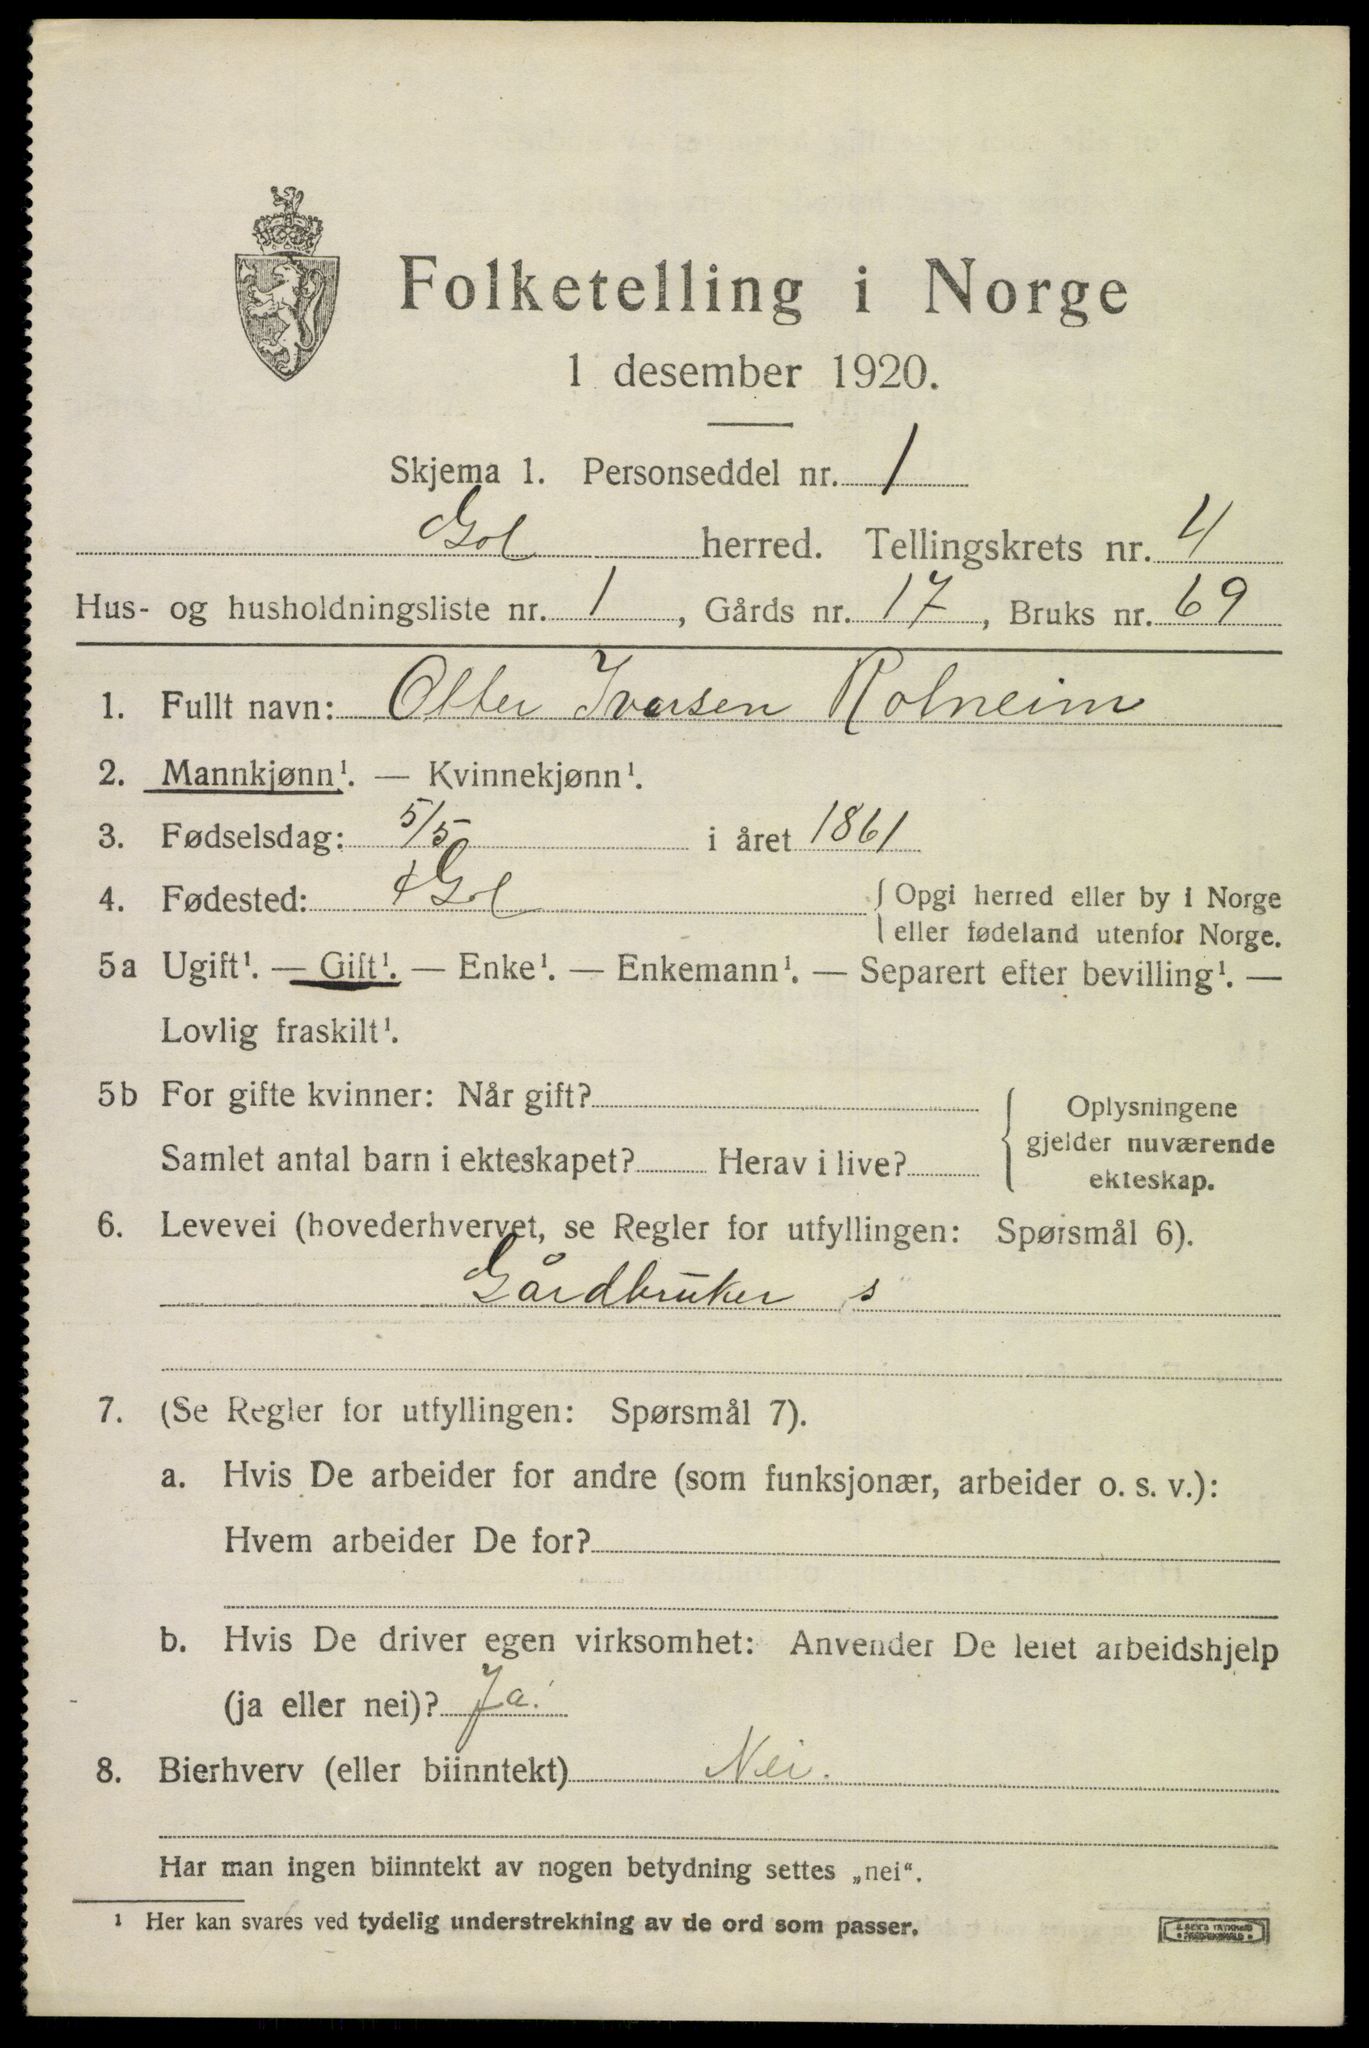 Folketelling i Norge
1 desember 1920.
Skjema 1. Personseddel nr. 1
Gol herred. Tellingskrets nr. 4
Hus- og husholdningsliste nr. 1, Gårds nr. 17, Bruks nr. 69
1. Fullt navn: Otter Iversen Rolneim
2. Mannkjønn¹. — Kvinnekjønn¹.
3. Fødselsdag: 5/5 i året 1861
4. Fødested: Gol { Opgi herred eller by i Norge
eller fødeland utenfor Norge.
5a Ugift¹. — Gift¹. — Enke¹. — Enkemann¹. — Separert efter bevilling¹. —
Lovlig fraskilt¹.
5b For gifte kvinner: Når gift?
Samlet antal barn i ekteskapet? Herav i live?
{ Oplysningene
gjelder nuværende
ekteskap.
6. Levevei (hovederhvervet, se Regler for utfyllingen: Spørsmål 6).
Gårdbruker s
7. (Se Regler for utfyllingen: Spørsmål 7).
a. Hvis De arbeider for andre (som funksjonær, arbeider o. s. v.):
Hvem arbeider De for?
b. Hvis De driver egen virksomhet: Anvender De leiet arbeidshjelp
(ja eller nei)? Ja.
8. Bierhverv (eller biinntekt) Nei.
Har man ingen biinntekt av nogen betydning settes „nei“.
¹ Her kan svares ved tydelig understrekning av de ord som passer.